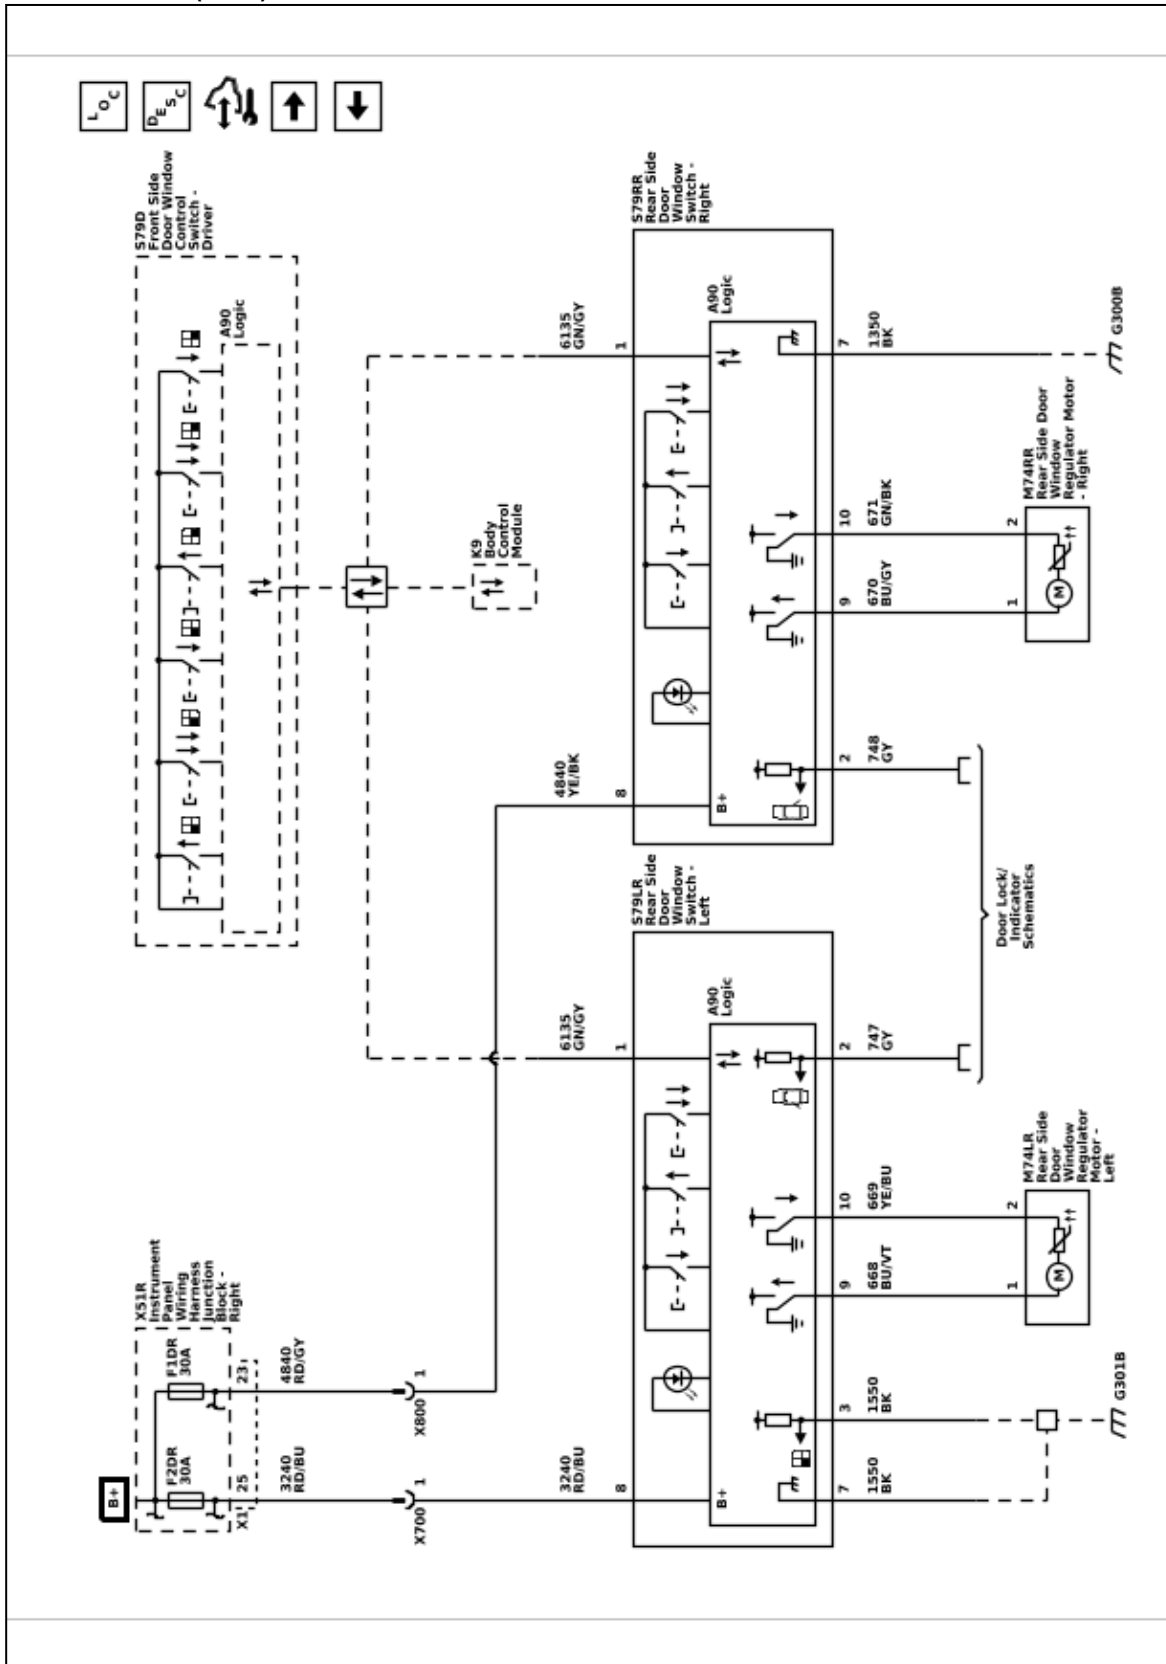 B+
X51R
Instrument
Panel
Wiring
Harness
Junction
Block -
Right
F2DR
30A
F1DR
30A
X1
25
23
3240
RD/BU
4840
RD/GY
X700
1
X800
1
3240
RD/BU
8
4840
YE/BK
8
S79D
Front Side
Door Window
Control
Switch -
Driver
A90
Logic
LOC
DESC
K9
Body
Control
Module
6135
GN/GY
1
6135
GN/GY
1
S79LR
Rear Side
Door
Window
Switch -
Left
A90
Logic
B+
7
1550
BK
3
1550
BK
9
668
BU/VT
10
669
YE/BU
2
747
GY
G301B
1
2
M
M74LR
Rear Side
Door
Window
Regulator
Motor -
Left
Door Lock/
Indicator
Schematics
S79RR
Rear Side
Door
Window
Switch -
Right
A90
Logic
B+
2
748
GY
9
670
BU/GY
10
671
GN/BK
7
1350
BK
1
2
M
M74RR
Rear Side Door
Window
Regulator Motor
- Right
G300B